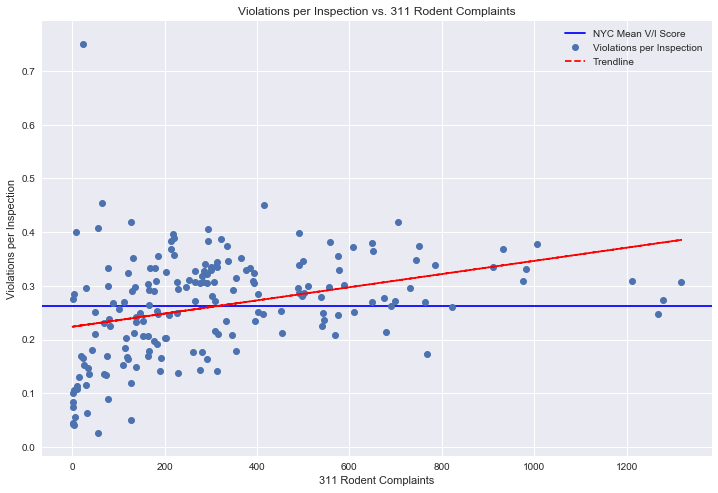 Violations per Inspection vs. 311 Rodent Complaints
NYC Mean V/I Score
Violations per Inspection
Trendline
Violations per Inspection
0.7
0.6
0.5
0.4
0.3
0.2
0.1
0.0
0 200 400 600 800 1000 1200
311 Rodent Complaints